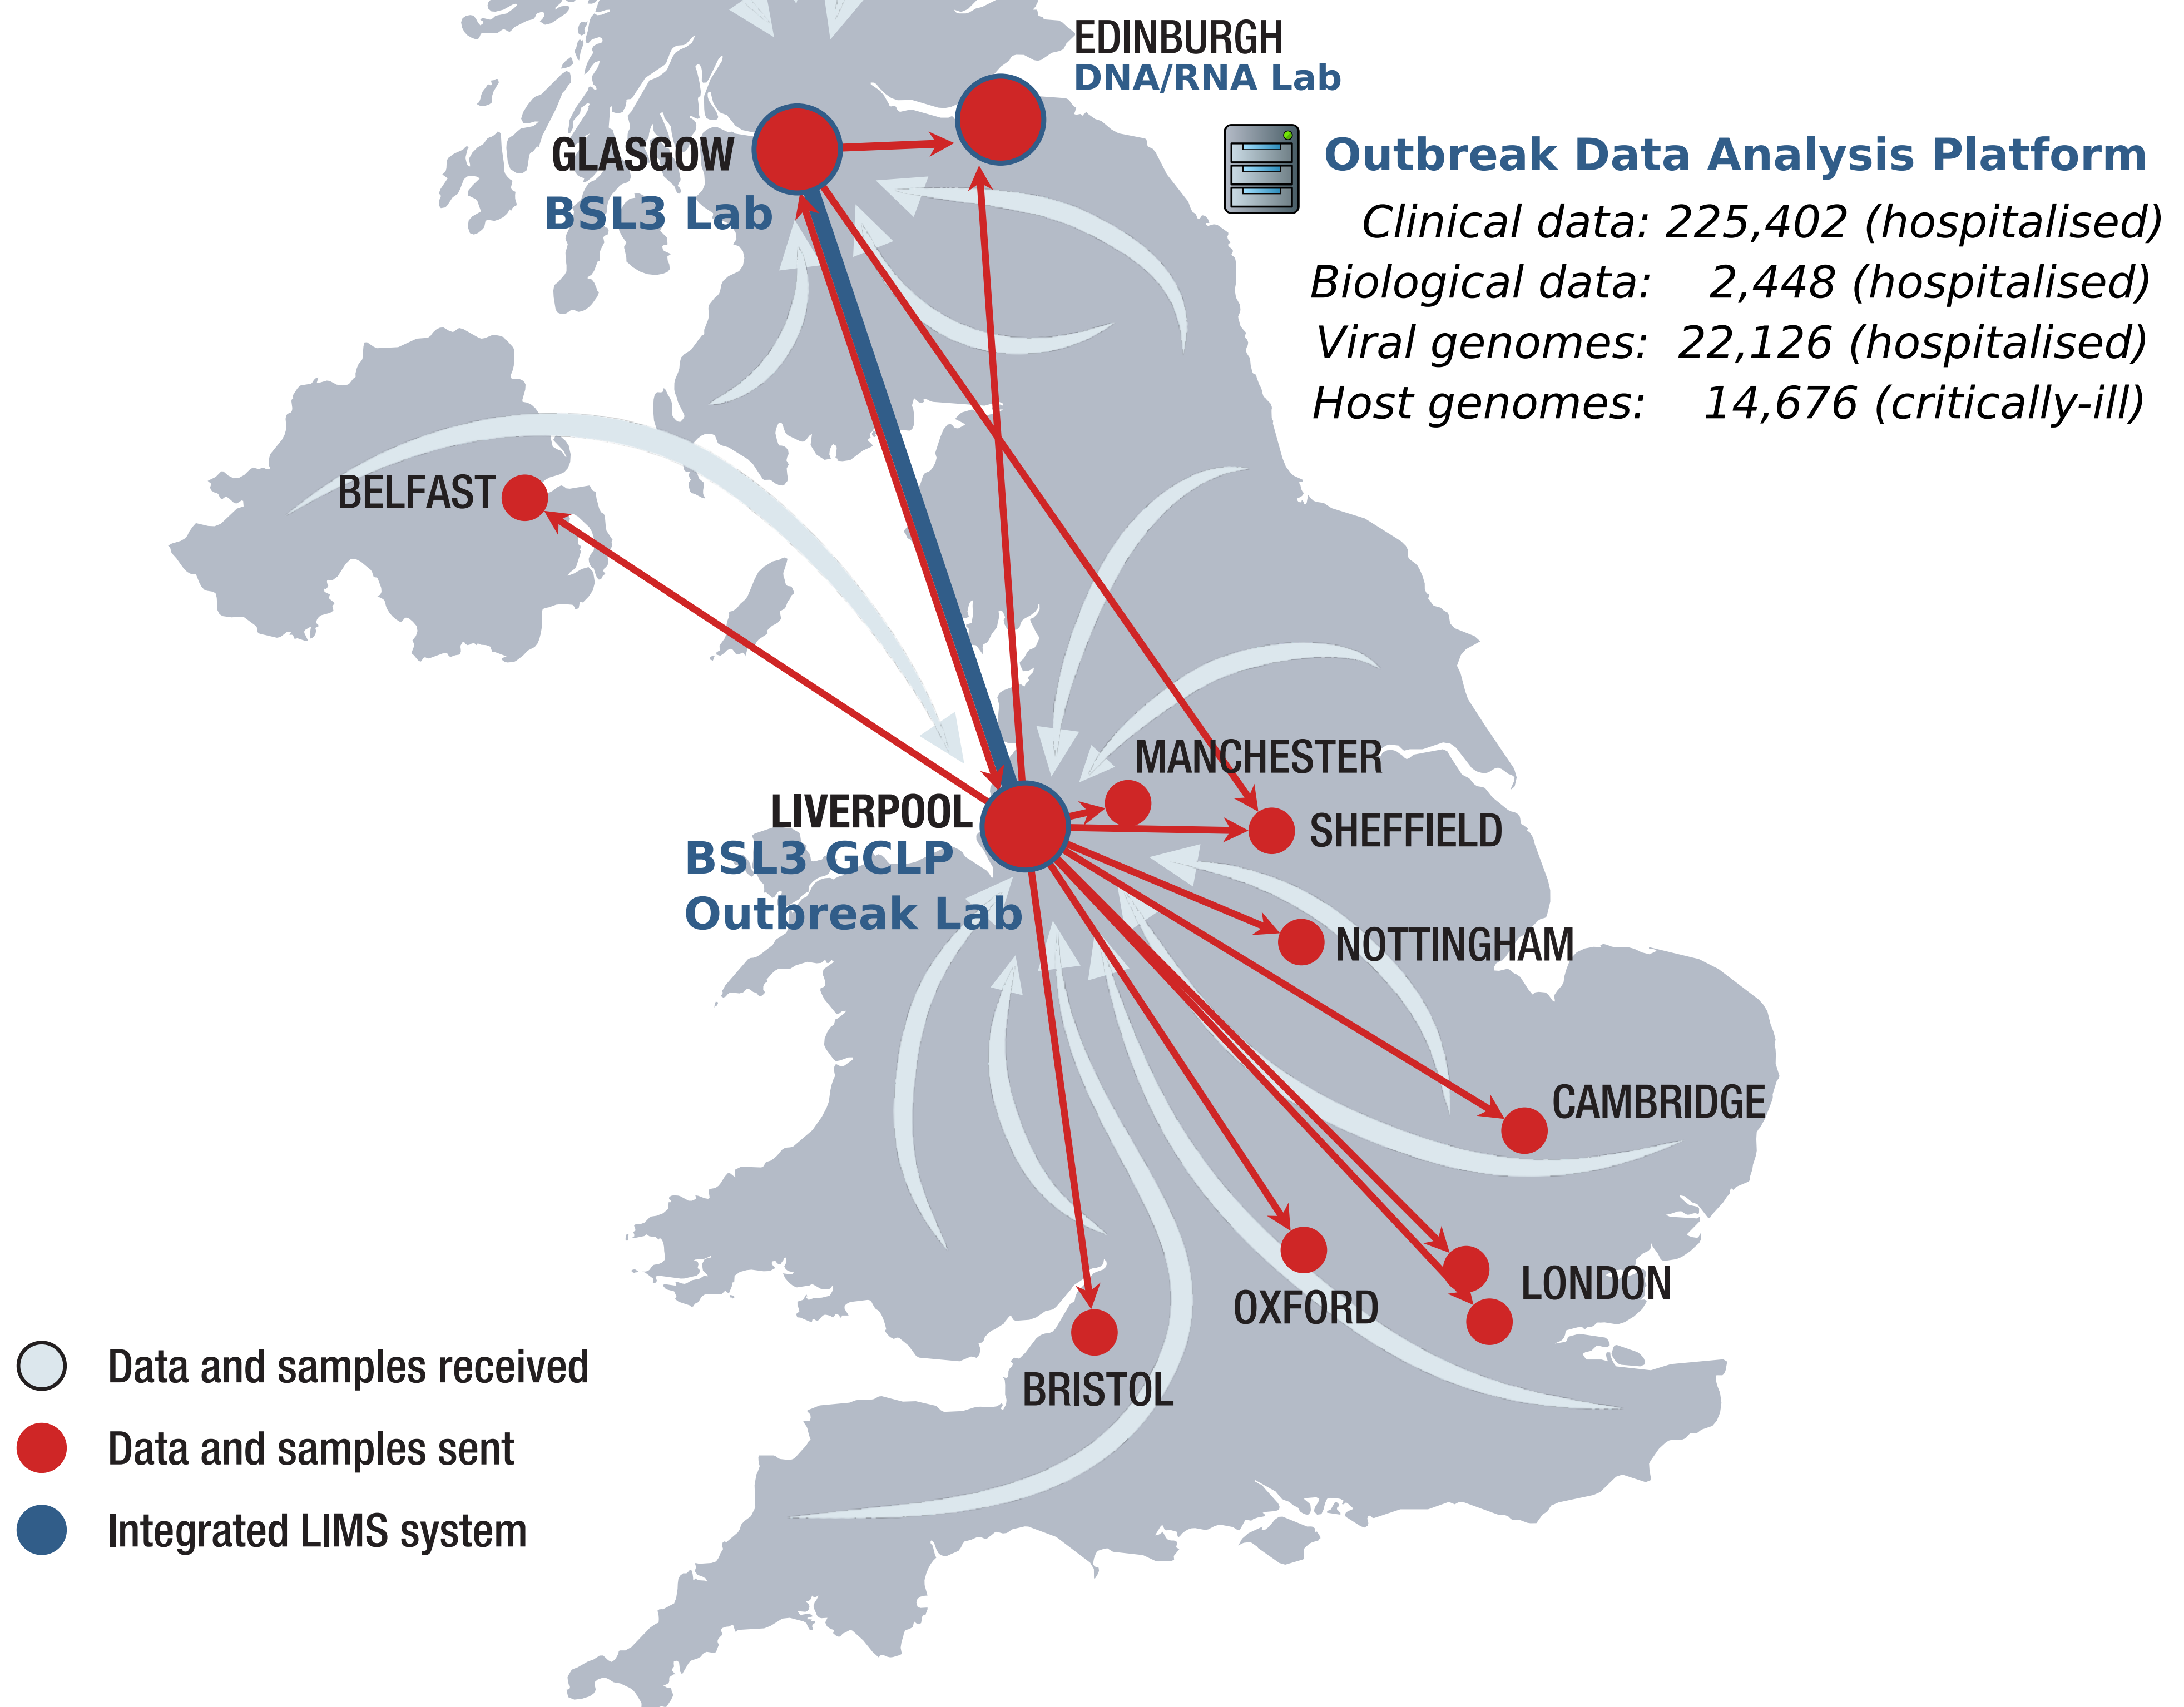 EDINBURGH
DNA/RNA Lab
GLASGOW
BSL3 Lab
Outbreak Data Analysis Platform
Clinical data: 225,402 (hospitalised)
Biological data: 2,448 (hospitalised)
Viral genomes: 22,126 (hospitalised)
Host genomes: 14,676 (critically-ill)
BELFAST
MANCHESTER
LIVERPOOL
BSL3 GCLP
Outbreak Lab
SHEFFIELD
NOTTINGHAM
CAMBRIDGE
LONDON
OXFORD
BRISTOL
Data and samples received
Data and samples sent
Integrated LIMS system